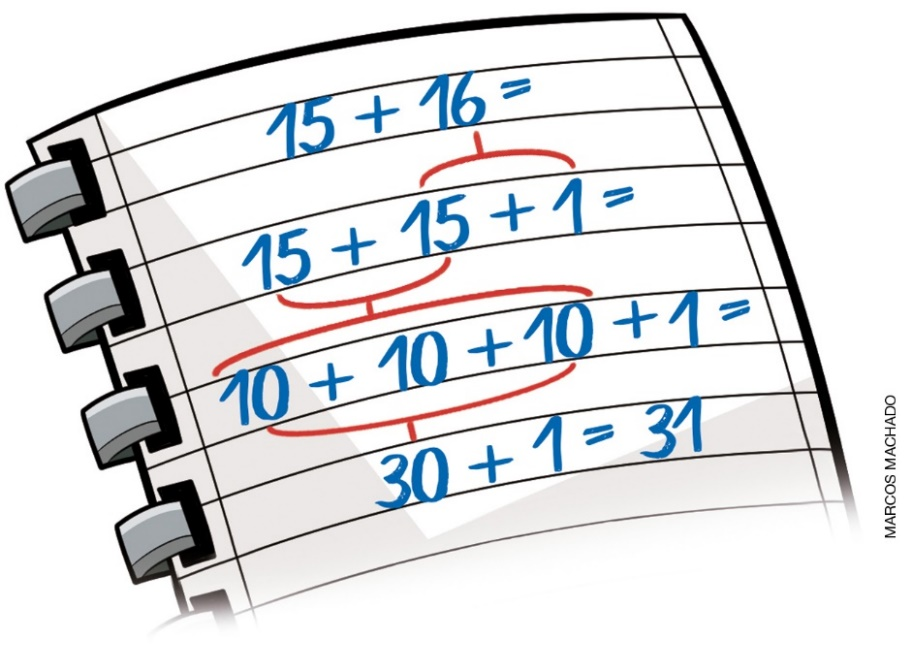 15 + 16 =
15 + 15 + 1 =
10 + 10 + 10 + 1 =
30 + 1 = 31
MARCOS MACHADO